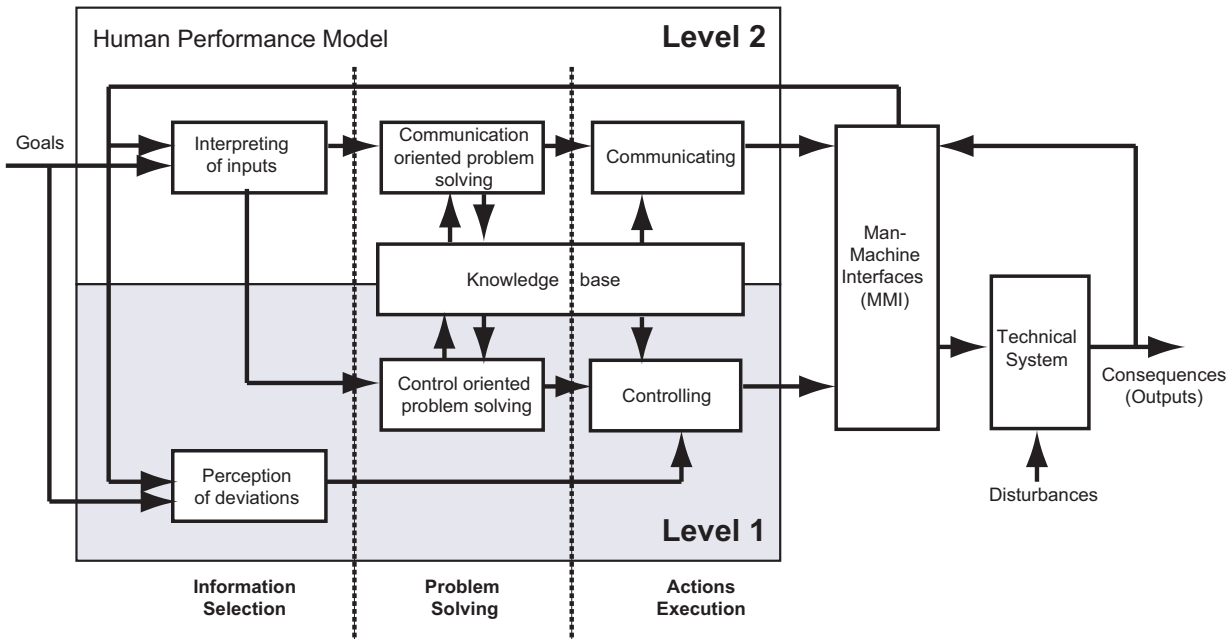 Human Performance Model
Level 2
Goals
Interpreting
of inputs
Communication
oriented problem
solving
Communicating
Man-
Machine
Interfaces
(MMI)
Knowledge base
Technical
System
Consequences
(Outputs)
Control oriented
problem solving
Controlling
Perception
of deviations
Disturbances
Level 1
Information
Selection
Problem
Solving
Actions
Execution